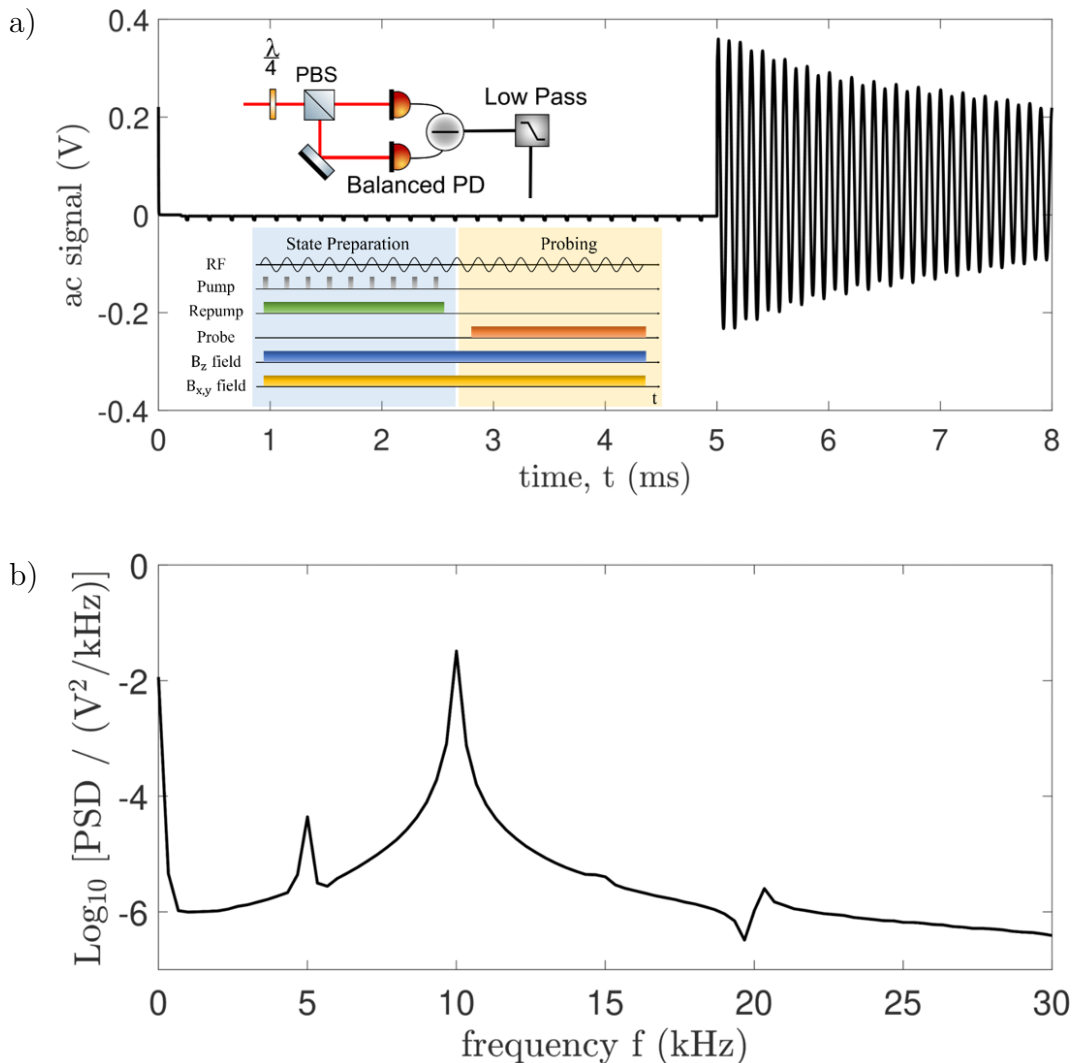 a)
0.4
0.2
0
-0.2
-0.4
ac signal (V)
λ/4
PBS
Low Pass
Balanced PD
State Preparation
Probing
RF
Pump
Repump
Probe
Bz field
Bx,y field
t
0 1 2 3 4 5 6 7 8
time, t (ms)
b)
0
-2
-4
-6
Log10 [PSD / (V²/kHz)]
0 5 10 15 20 25 30
frequency f (kHz)